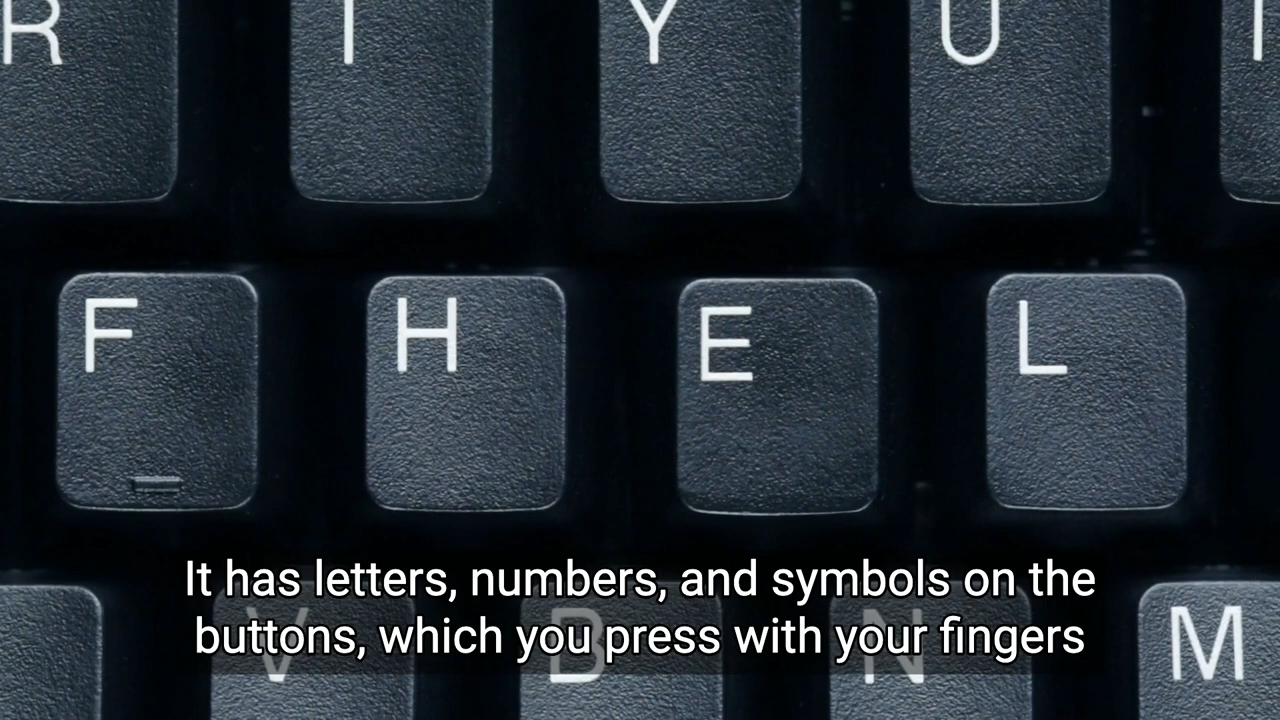 R T Y U I
F H E L
V B N M
It has letters, numbers, and symbols on the
buttons, which you press with your fingers